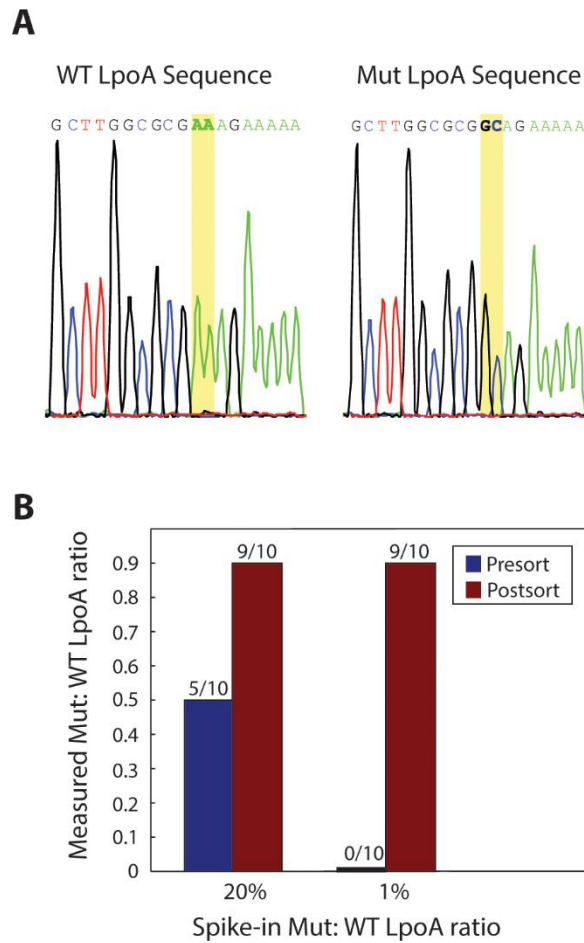 A
WT LpoA Sequence
Mut LpoA Sequence
GCTTGGCGCGAAAGAAAAA
GCTTGGCGCGGCAGAAAAA
B
Measured Mut: WT LpoA ratio
0.9
0.8
0.7
0.6
0.5
0.4
0.3
0.2
0.1
0
5/10
9/10
0/10
9/10
Presort
Postsort
20%
1%
Spike-in Mut: WT LpoA ratio